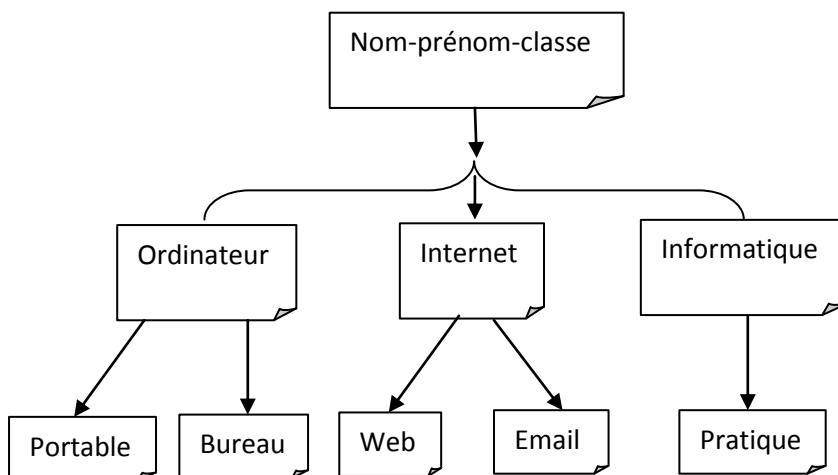 Nom-prénom-classe
Ordinateur
Internet
Informatique
Portable
Bureau
Web
Email
Pratique